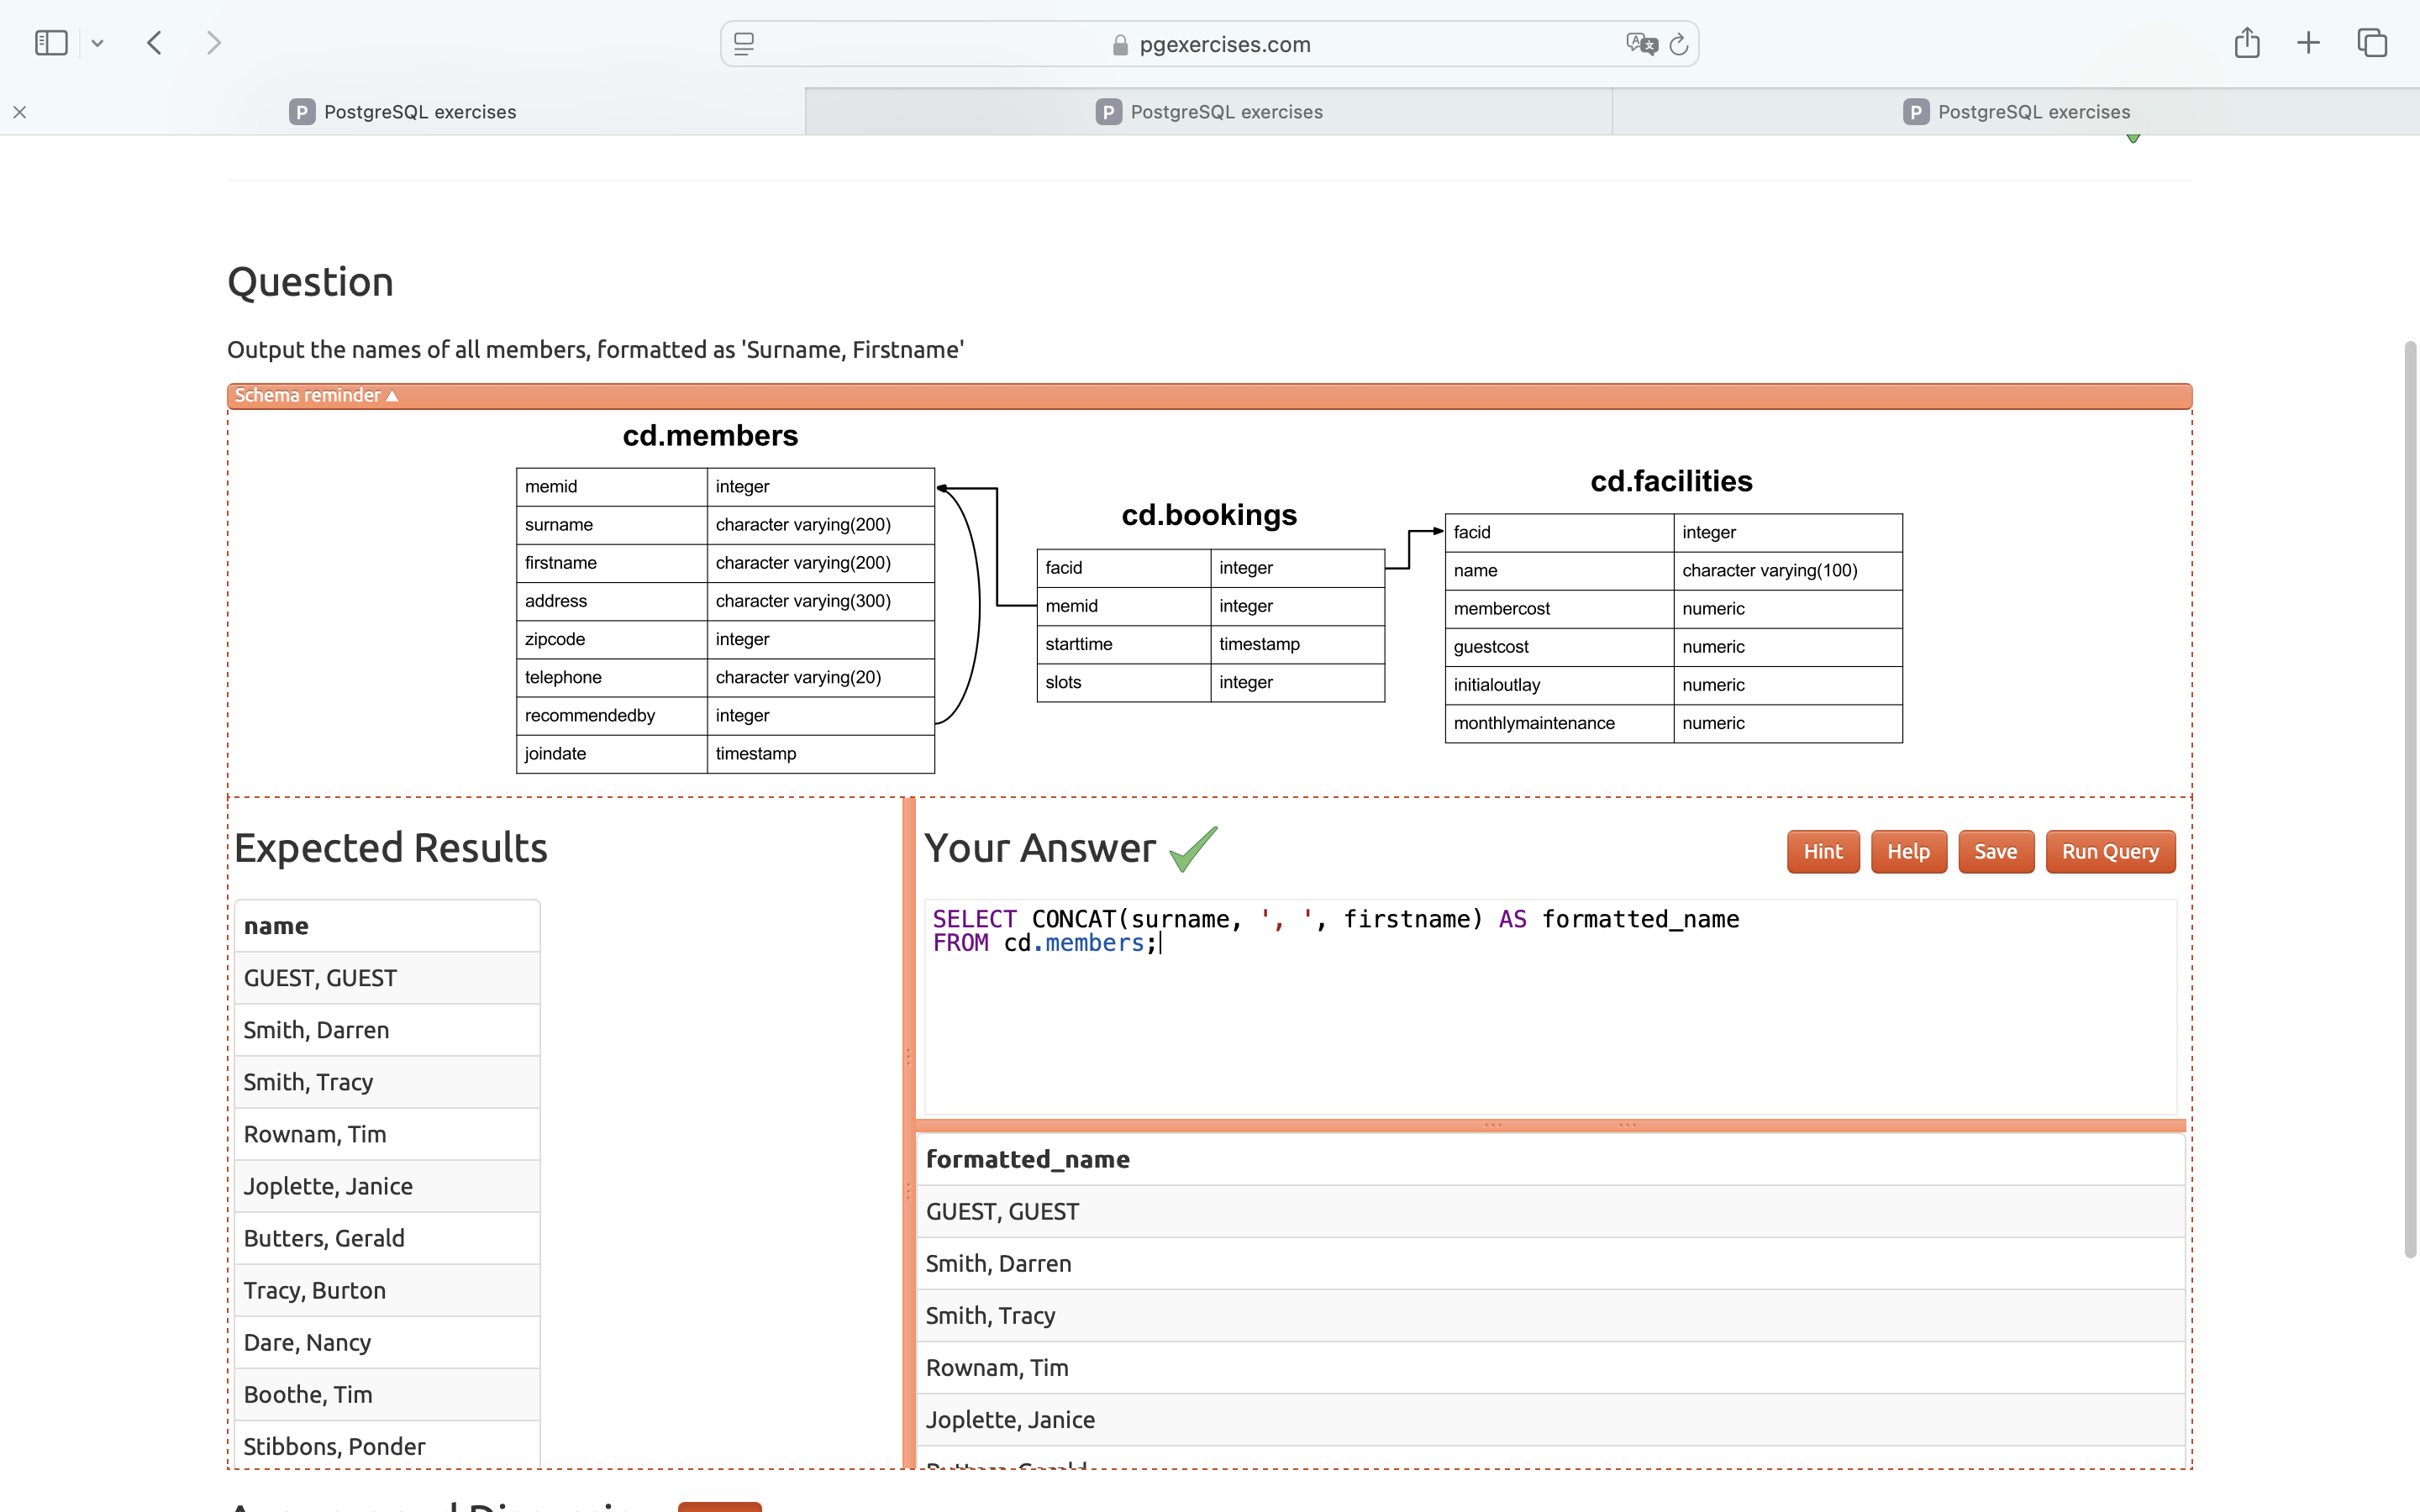 pgexercises.com
PostgreSQL exercises
PostgreSQL exercises
PostgreSQL exercises
Question
Output the names of all members, formatted as 'Surname, Firstname'
Schema reminder
cd.members
memid integer
surname character varying(200)
firstname character varying(200)
address character varying(300)
zipcode integer
telephone character varying(20)
recommendedby integer
joindate timestamp
cd.bookings
facid integer
memid integer
starttime timestamp
slots integer
cd.facilities
facid integer
name character varying(100)
membercost numeric
guestcost numeric
initialoutlay numeric
monthlymaintenance numeric
Expected Results
name
GUEST, GUEST
Smith, Darren
Smith, Tracy
Rownam, Tim
Joplette, Janice
Butters, Gerald
Tracy, Burton
Dare, Nancy
Boothe, Tim
Stibbons, Ponder
Your Answer
Hint Help Save Run Query
SELECT CONCAT(surname, ', ', firstname) AS formatted_name
FROM cd.members;
formatted_name
GUEST, GUEST
Smith, Darren
Smith, Tracy
Rownam, Tim
Joplette, Janice